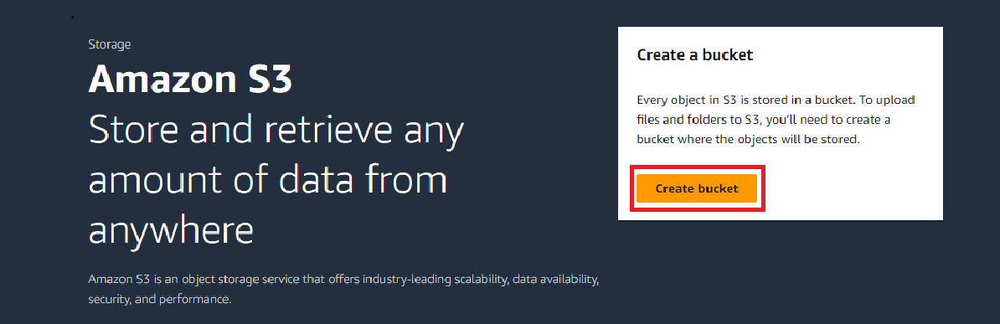 Storage
Amazon S3
Store and retrieve any
amount of data from
anywhere
Amazon S3 is an object storage service that offers industry-leading scalability, data availability,
security, and performance.
Create a bucket
Every object in S3 is stored in a bucket. To upload
files and folders to S3, you'll need to create a
bucket where the objects will be stored.
Create bucket